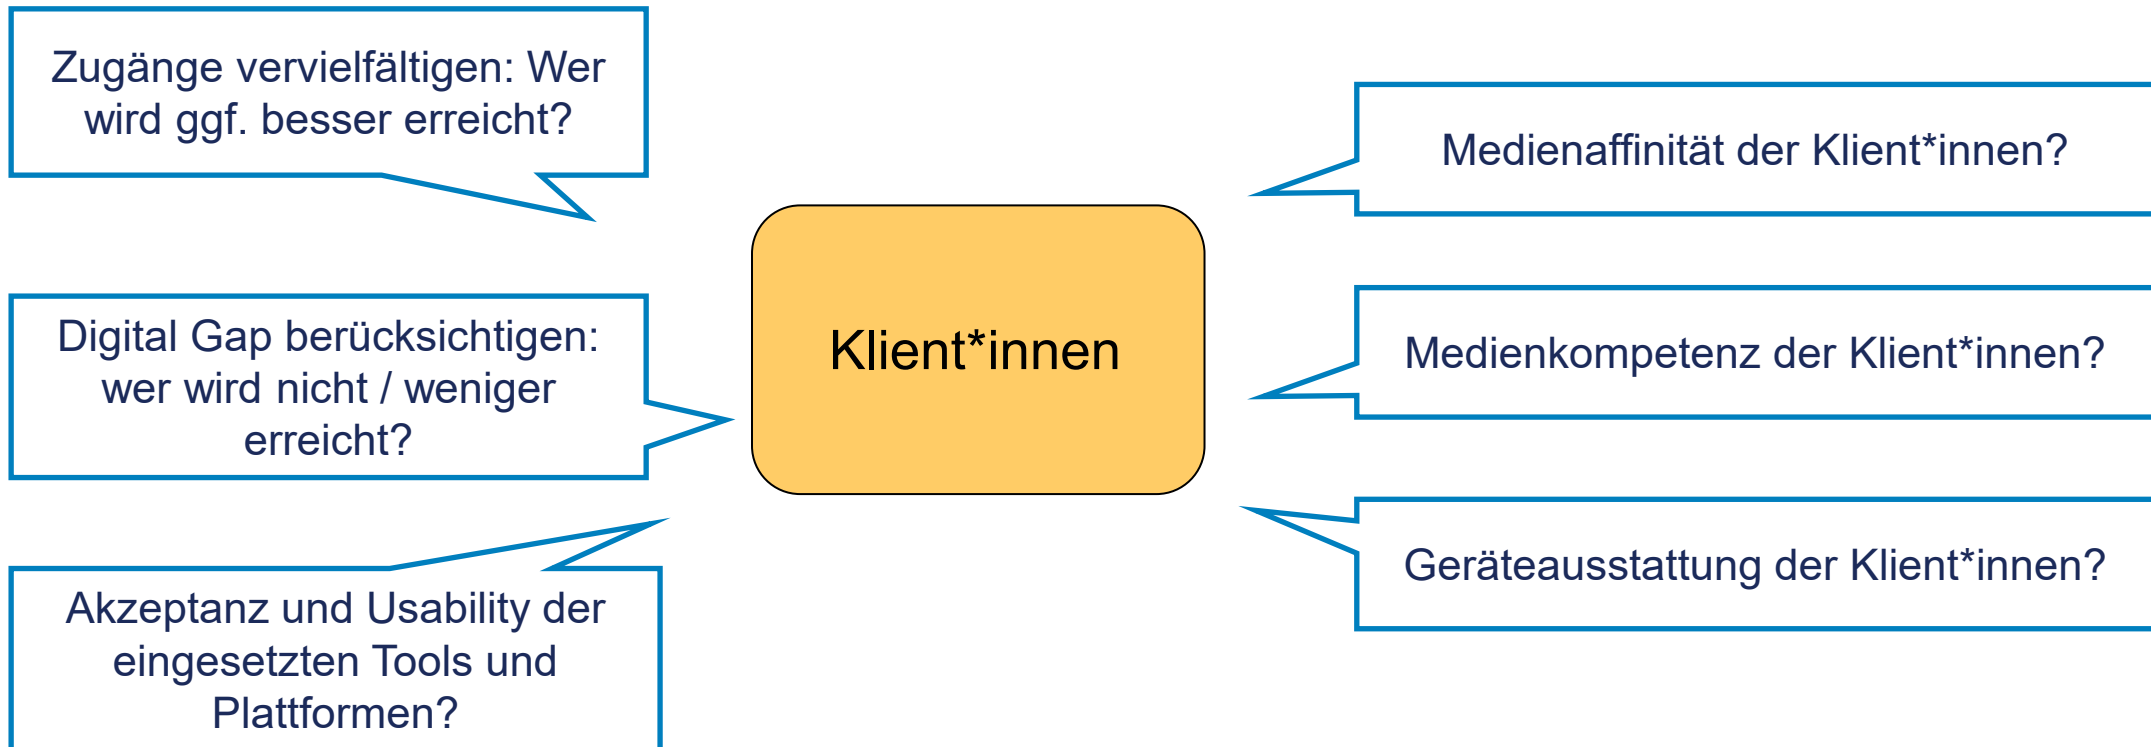 Zugänge vervielfältigen: Wer
wird ggf. besser erreicht?
Digital Gap berücksichtigen:
wer wird nicht / weniger
erreicht?
Akzeptanz und Usability der
eingesetzten Tools und
Plattformen?
Klient*innen
Medienaffinität der Klient*innen?
Medienkompetenz der Klient*innen?
Geräteausstattung der Klient*innen?